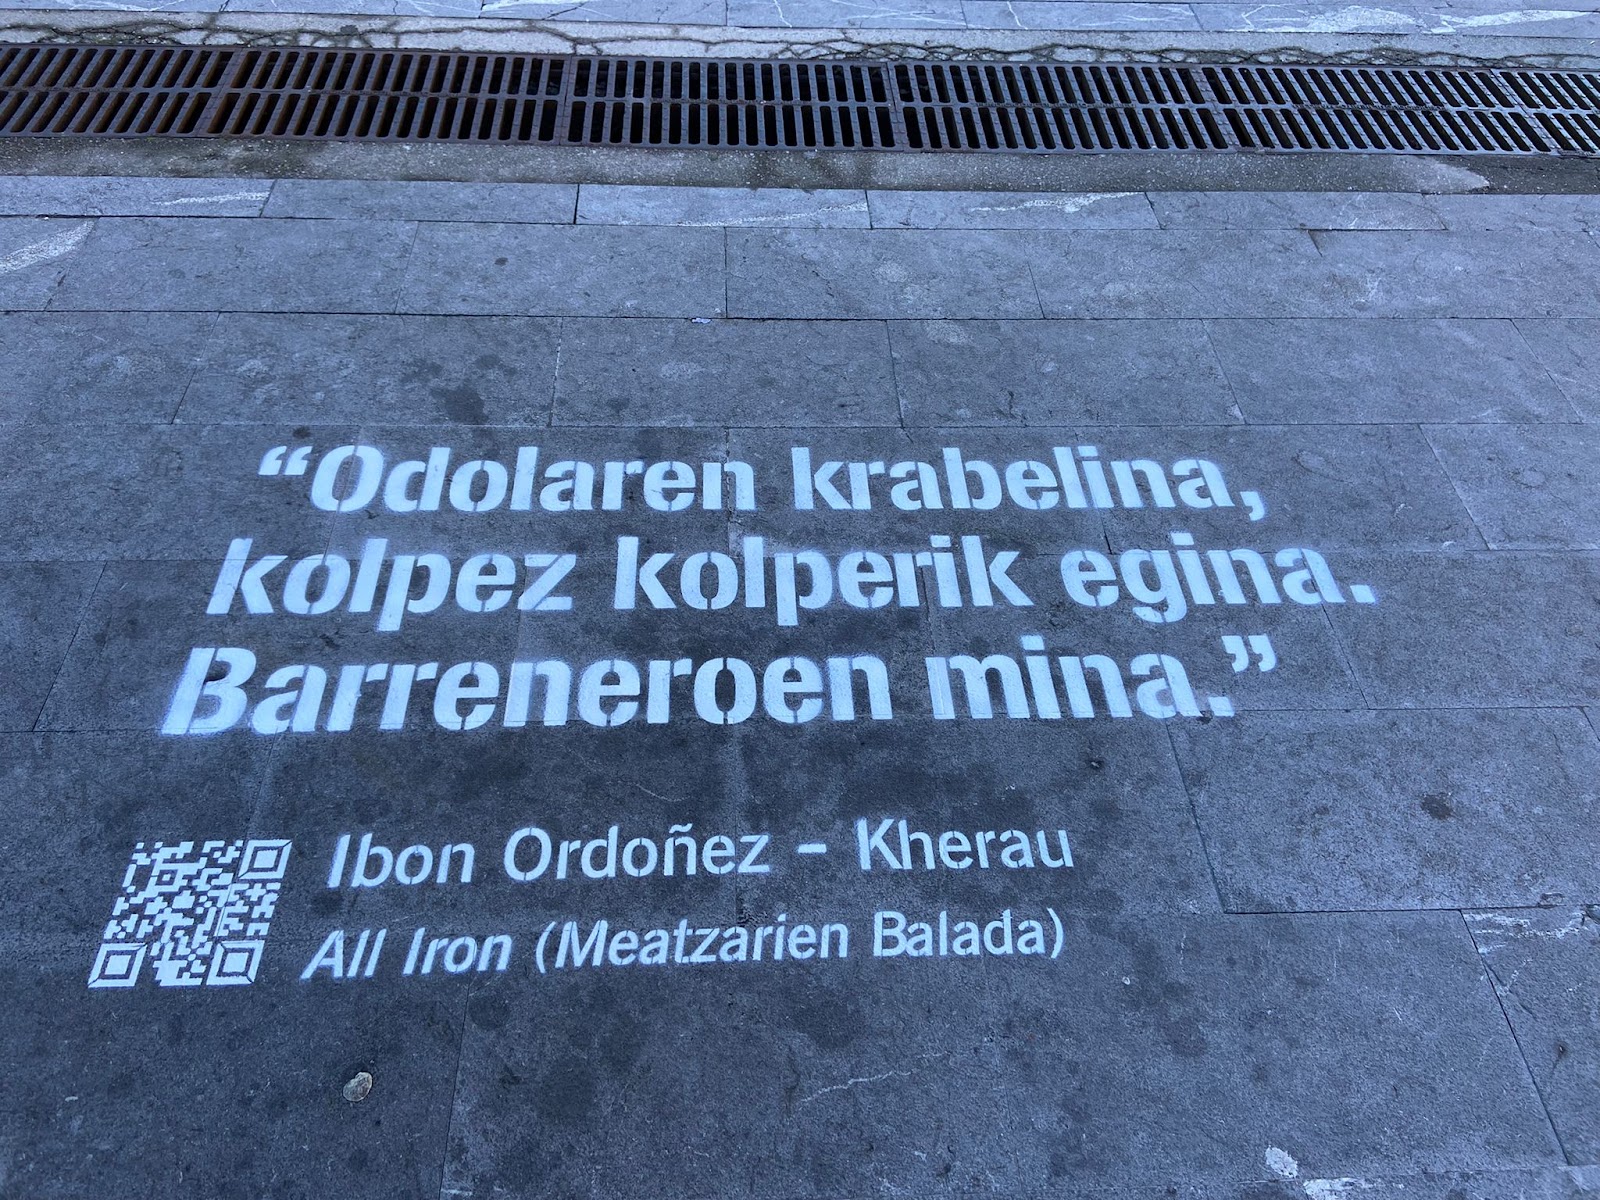 “Odolaren krabelina,
kolpez kolperik egina.
Barreneroen mina.”
Ibon Ordoñez - Kherau
All Iron (Meatzarien Balada)